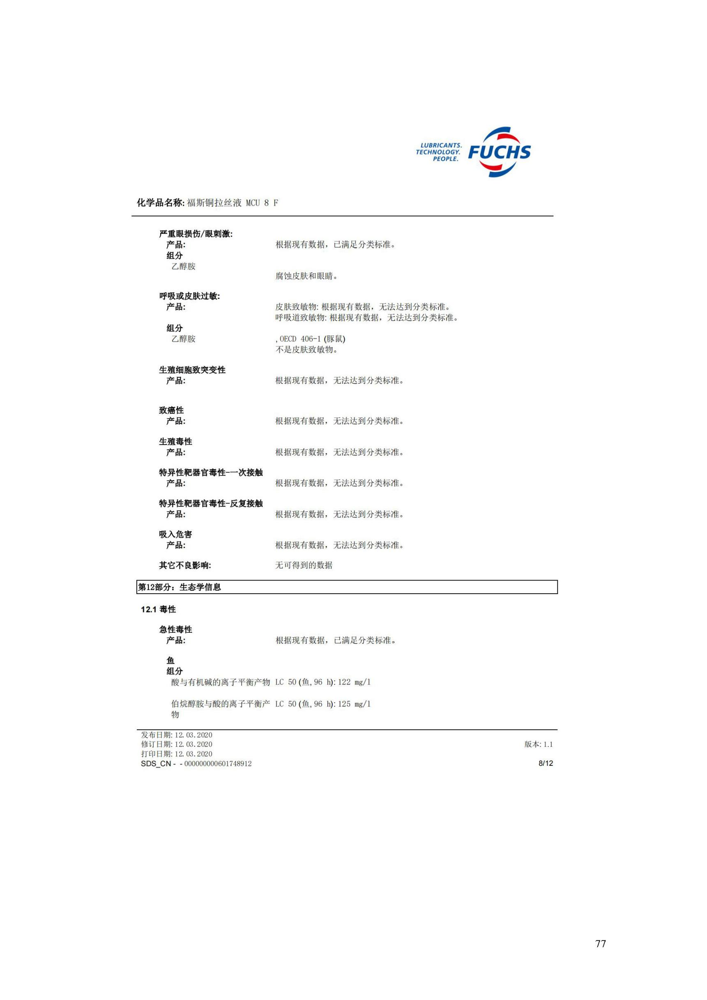 LUBRICANTS.
TECHNOLOGY.
PEOPLE.
FUCHS
化学品名称: 福斯铜拉丝液 MCU 8 F
严重眼损伤/眼刺激:
产品: 根据现有数据，已满足分类标准。
组分
乙醇胺
腐蚀皮肤和眼睛。
呼吸或皮肤过敏:
产品: 皮肤致敏物: 根据现有数据，无法达到分类标准。
呼吸道致敏物: 根据现有数据，无法达到分类标准。
组分
乙醇胺 ,OECD 406-1 (豚鼠)
不是皮肤致敏物。
生殖细胞致突变性
产品: 根据现有数据，无法达到分类标准。
致癌性
产品: 根据现有数据，无法达到分类标准。
生殖毒性
产品: 根据现有数据，无法达到分类标准。
特异性靶器官毒性-一次接触
产品: 根据现有数据，无法达到分类标准。
特异性靶器官毒性-反复接触
产品: 根据现有数据，无法达到分类标准。
吸入危害
产品: 根据现有数据，无法达到分类标准。
其它不良影响: 无可得到的数据
第12部分：生态学信息
12.1 毒性
急性毒性
产品: 根据现有数据，已满足分类标准。
鱼
组分
酸与有机碱的离子平衡产物 LC 50 (鱼, 96 h): 122 mg/l
伯烷醇胺与酸的离子平衡产 LC 50 (鱼, 96 h): 125 mg/l
物
发布日期: 12.03.2020
修订日期: 12.03.2020 版本: 1.1
打印日期: 12.03.2020
SDS_CN - - 000000000601748912 8/12
77